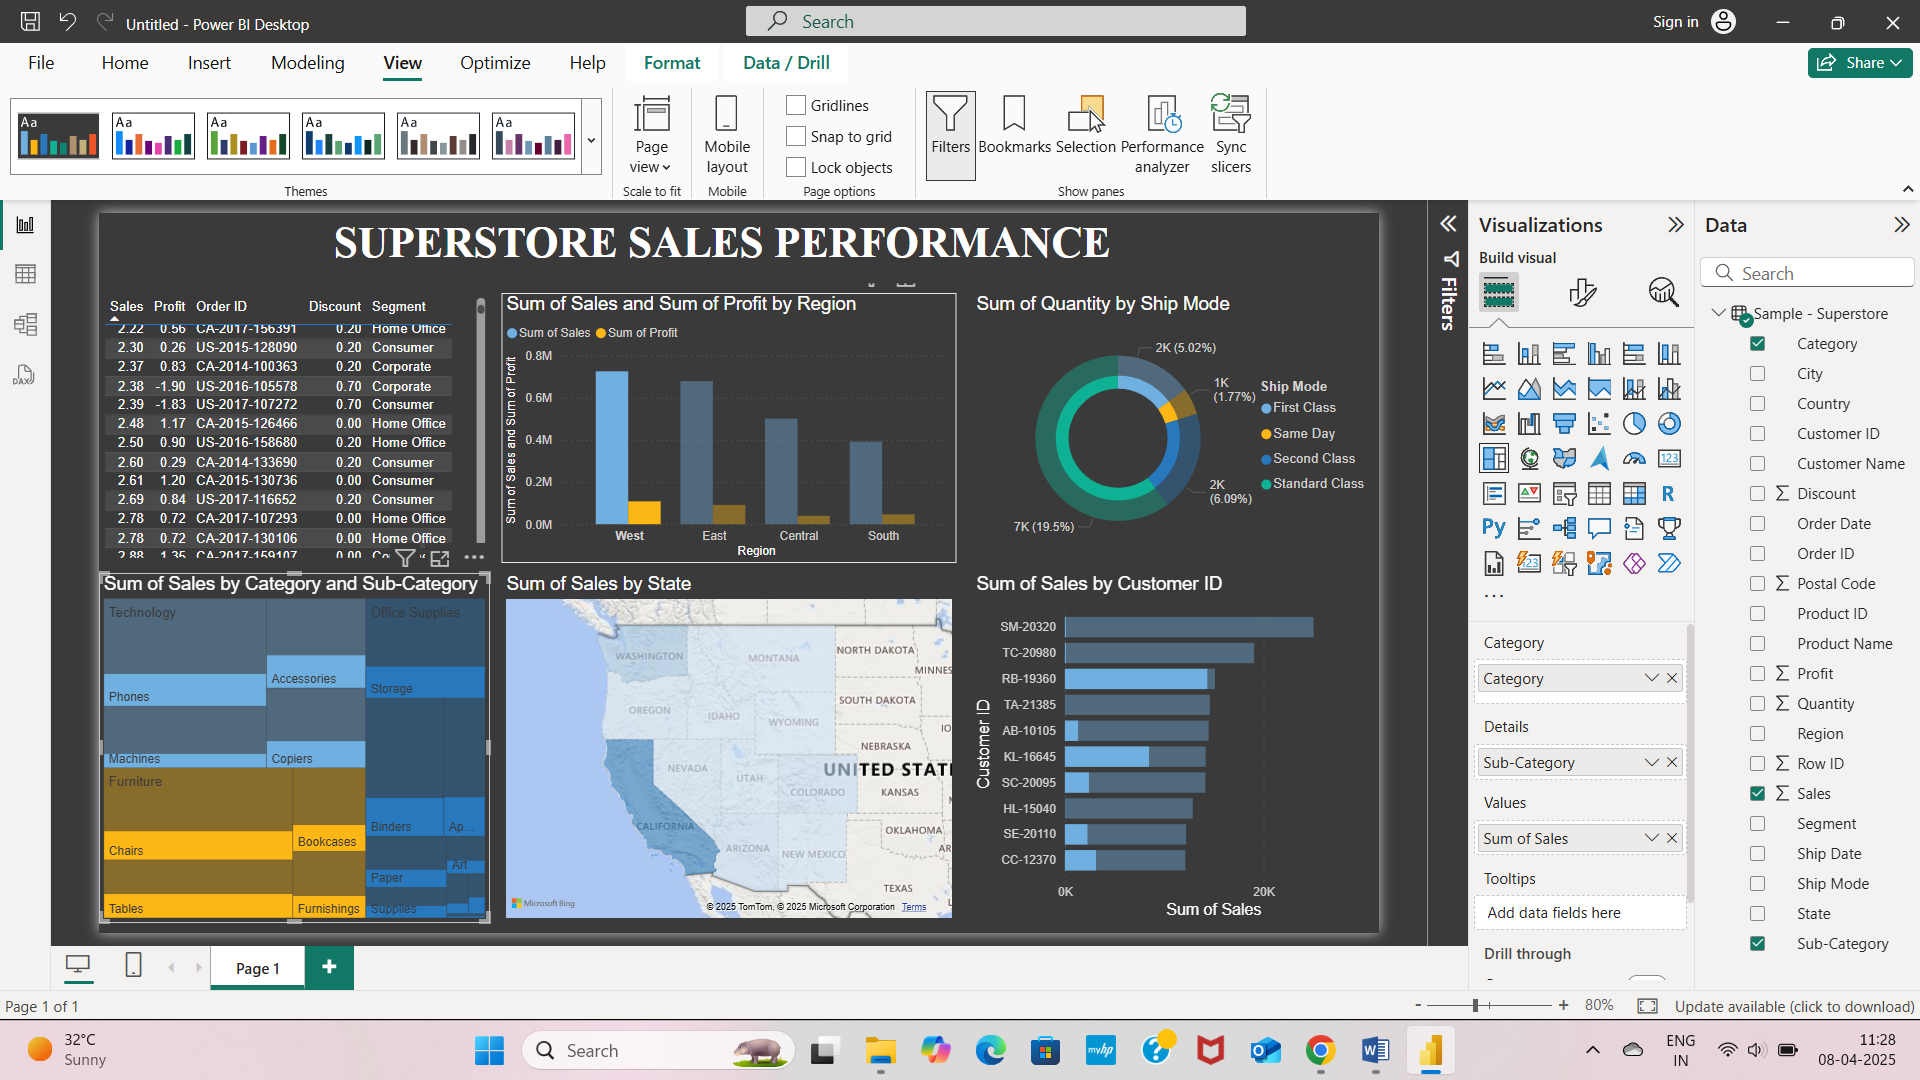 Untitled - Power BI Desktop
Search
Sign in
File Home Insert Modeling View Optimize Help Format Data / Drill
Share
Aa Aa Aa Aa Aa Aa
Page view
Mobile layout
Gridlines
Snap to grid
Lock objects
Filters
Bookmarks
Selection
Performance analyzer
Sync slicers
Themes
Scale to fit
Mobile
Page options
Show panes
SUPERSTORE SALES PERFORMANCE
Sales Profit Order ID Discount Segment
2.22 0.56 CA-2017-156391 0.20 Home Office
2.30 0.26 US-2015-128090 0.20 Consumer
2.37 0.83 CA-2014-100363 0.20 Corporate
2.38 -1.90 US-2016-105578 0.70 Corporate
2.39 -1.83 US-2017-107272 0.70 Consumer
2.48 1.17 CA-2015-126466 0.00 Home Office
2.50 0.90 US-2016-158680 0.20 Home Office
2.60 0.29 CA-2014-133690 0.20 Consumer
2.61 1.20 CA-2015-130736 0.00 Consumer
2.69 0.84 US-2017-116652 0.20 Consumer
2.78 0.72 CA-2017-107293 0.00 Home Office
2.78 0.72 CA-2017-130106 0.00 Home Office
2.88 1.35 CA-2017-159107 0.00
Sum of Sales and Sum of Profit by Region
Sum of Sales Sum of Profit
Sum of Sales and Sum of Profit
0.8M
0.6M
0.4M
0.2M
0.0M
West East Central South
Region
Sum of Quantity by Ship Mode
2K (5.02%)
1K
(1.77%)
2K
(6.09%)
7K (19.5%)
Ship Mode
First Class
Same Day
Second Class
Standard Class
Sum of Sales by Category and Sub-Category
Technology
Phones
Machines
Accessories
Copiers
Furniture
Chairs
Tables
Bookcases
Furnishings
Office Supplies
Storage
Binders
Ap...
Art
Paper
Supplies
Sum of Sales by State
WASHINGTON
MONTANA
NORTH DAKOTA
MINNES
OREGON
IDAHO
WYOMING
SOUTH DAKOTA
IO
NEBRASKA
NEVADA
UTAH
UNITED STAT
COLORADO
KANSAS
CALIFORNIA
OKLAHOMA
ARIZONA
NEW MEXICO
AR
TEXAS
L
Microsoft Bing
© 2025 TomTom, © 2025 Microsoft Corporation Terms
Sum of Sales by Customer ID
Customer ID
SM-20320
TC-20980
RB-19360
TA-21385
AB-10105
KL-16645
SC-20095
HL-15040
SE-20110
CC-12370
0K 20K
Sum of Sales
Filters
Visualizations
Build visual
123
R
Py
123
...
Category
Category
Details
Sub-Category
Values
Sum of Sales
Tooltips
Add data fields here
Drill through
Data
Search
Sample - Superstore
Category
City
Country
Customer ID
Customer Name
Discount
Order Date
Order ID
Postal Code
Product ID
Product Name
Profit
Quantity
Region
Row ID
Sales
Segment
Ship Date
Ship Mode
State
Sub-Category
DAX
Page 1
Page 1 of 1
- + 80%
Update available (click to download)
32°C
Sunny
Search
myhp
ENG
IN
11:28
08-04-2025